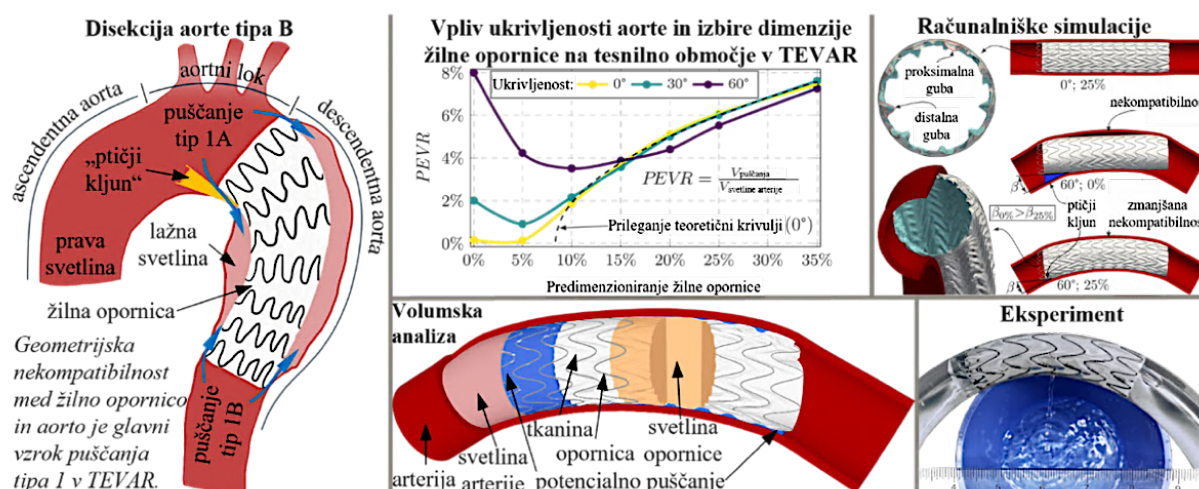 Disekcija aorte tipa B
aortni lok
ascendentna aorta
descendentna aorta
puščanje
tip 1A
„ptičji
kljun“
prava
svetlina
lažna
svetlina
žilna opornica
puščanje
tip 1B
Geometrijska
nekompatibilnost
med žilno opornico
in aorto je glavni
vzrok puščanja
tipa 1 v TEVAR.
Vpliv ukrivljenosti aorte in izbire dimenzije
žilne opornice na tesnilno območje v TEVAR
Ukrivljenost: 0° 30° 60°
8%
6%
4%
2%
0%
PEVR
PEVR = Vpuščanja / Vsvetline arterije
Prileganje teoretični krivulji (0°)
0% 5% 10% 15% 20% 25% 30% 35%
Predimenzioniranje žilne opornice
Računalniške simulacije
proksimalna
guba
distalna
guba
0°; 25%
nekompatibilno
β
60°; 0%
β0%>β25%
ptičji
kljun
zmanjšana
nekompatibilnos
β
60°; 25%
Volumska
analiza
arterija
svetlina
arterije
tkanina
opornica
svetlina
opornice
potencialno puščanje
Eksperiment